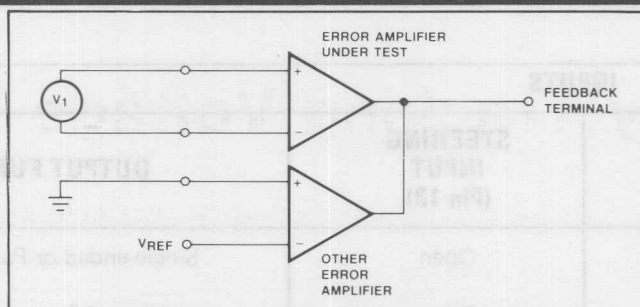 ERROR AMPLIFIER
UNDER TEST
V1
+
−
FEEDBACK
TERMINAL
+
−
VREF
OTHER
ERROR
AMPLIFIER
INPUTS
STEERING
INPUT
(Pin 13)
OUTPUT FU
Open
Single-ended or P